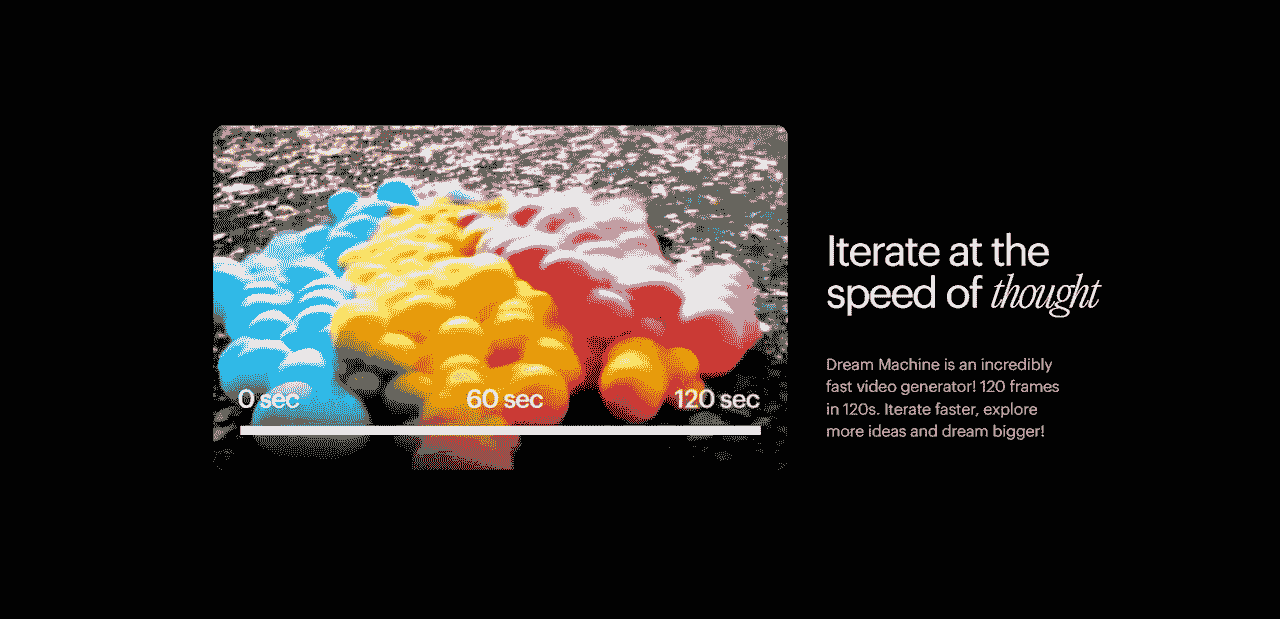 0 sec
60 sec
120 sec
Iterate at the
speed of thought
Dream Machine is an incredibly
fast video generator! 120 frames
in 120s. Iterate faster, explore
more ideas and dream bigger!